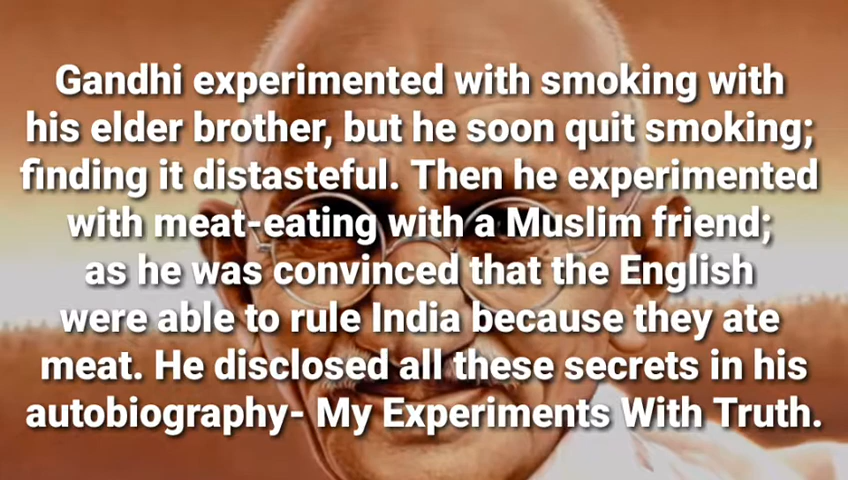 Gandhi experimented with smoking with
his elder brother, but he soon quit smoking;
finding it distasteful. Then he experimented
with meat-eating with a Muslim friend;
as he was convinced that the English
were able to rule India because they ate
meat. He disclosed all these secrets in his
autobiography- My Experiments With Truth.